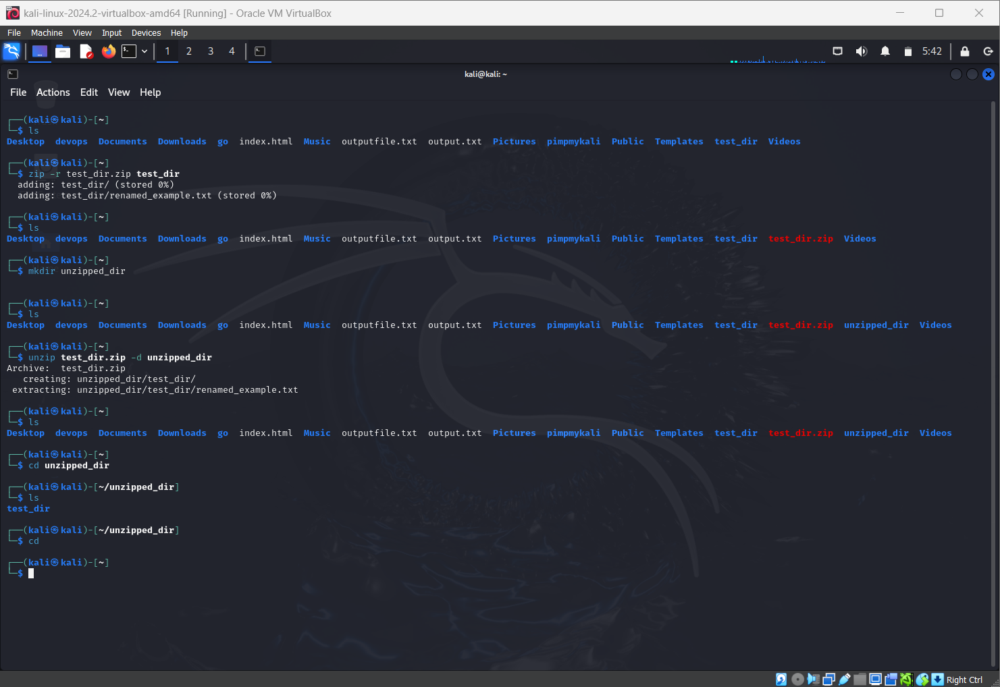 kali-linux-2024.2-virtualbox-amd64 [Running] - Oracle VM VirtualBox
File Machine View Input Devices Help
1 2 3 4 5:42
kali@kali: ~
File Actions Edit View Help
┌──(kali㉿kali)-[~]
└─$ ls
Desktop devops Documents Downloads go index.html Music outputfile.txt output.txt Pictures pimpmykali Public Templates test_dir Videos
┌──(kali㉿kali)-[~]
└─$ zip -r test_dir.zip test_dir
adding: test_dir/ (stored 0%)
adding: test_dir/renamed_example.txt (stored 0%)
┌──(kali㉿kali)-[~]
└─$ ls
Desktop devops Documents Downloads go index.html Music outputfile.txt output.txt Pictures pimpmykali Public Templates test_dir test_dir.zip Videos
┌──(kali㉿kali)-[~]
└─$ mkdir unzipped_dir
┌──(kali㉿kali)-[~]
└─$ ls
Desktop devops Documents Downloads go index.html Music outputfile.txt output.txt Pictures pimpmykali Public Templates test_dir test_dir.zip unzipped_dir Videos
┌──(kali㉿kali)-[~]
└─$ unzip test_dir.zip -d unzipped_dir
Archive:  test_dir.zip
creating: unzipped_dir/test_dir/
extracting: unzipped_dir/test_dir/renamed_example.txt
┌──(kali㉿kali)-[~]
└─$ ls
Desktop devops Documents Downloads go index.html Music outputfile.txt output.txt Pictures pimpmykali Public Templates test_dir test_dir.zip unzipped_dir Videos
┌──(kali㉿kali)-[~]
└─$ cd unzipped_dir
┌──(kali㉿kali)-[~/unzipped_dir]
└─$ ls
test_dir
┌──(kali㉿kali)-[~/unzipped_dir]
└─$ cd
┌──(kali㉿kali)-[~]
└─$
Right Ctrl